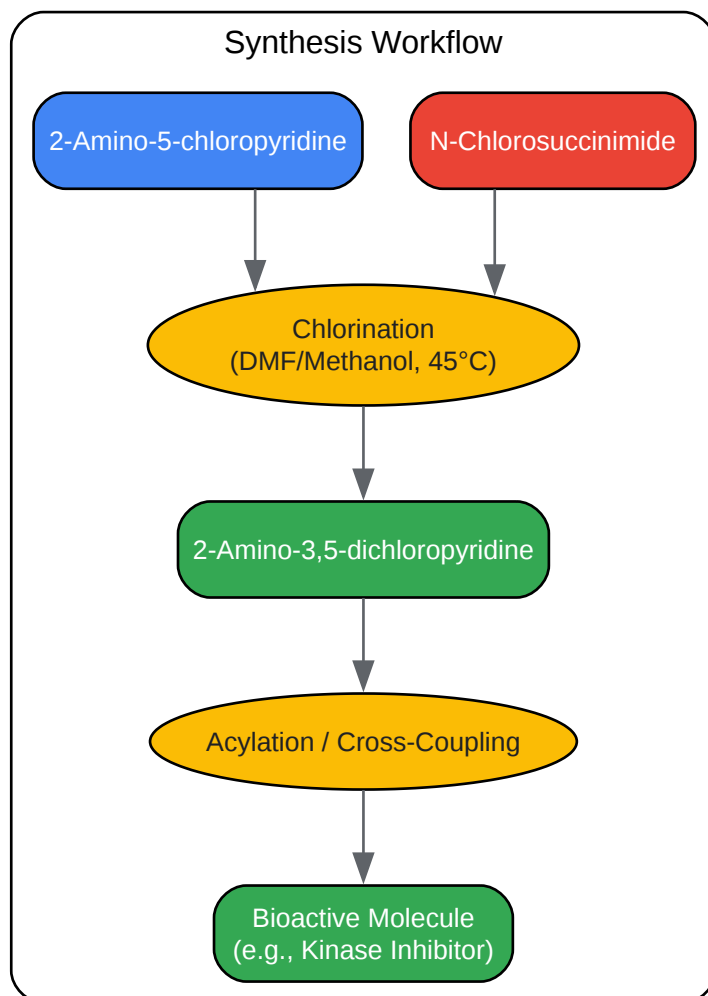 Synthesis Workflow
2-Amino-5-chloropyridine
N-Chlorosuccinimide
Chlorination
(DMF/Methanol, 45°C)
2-Amino-3,5-dichloropyridine
Acylation / Cross-Coupling
Bioactive Molecule
(e.g., Kinase Inhibitor)